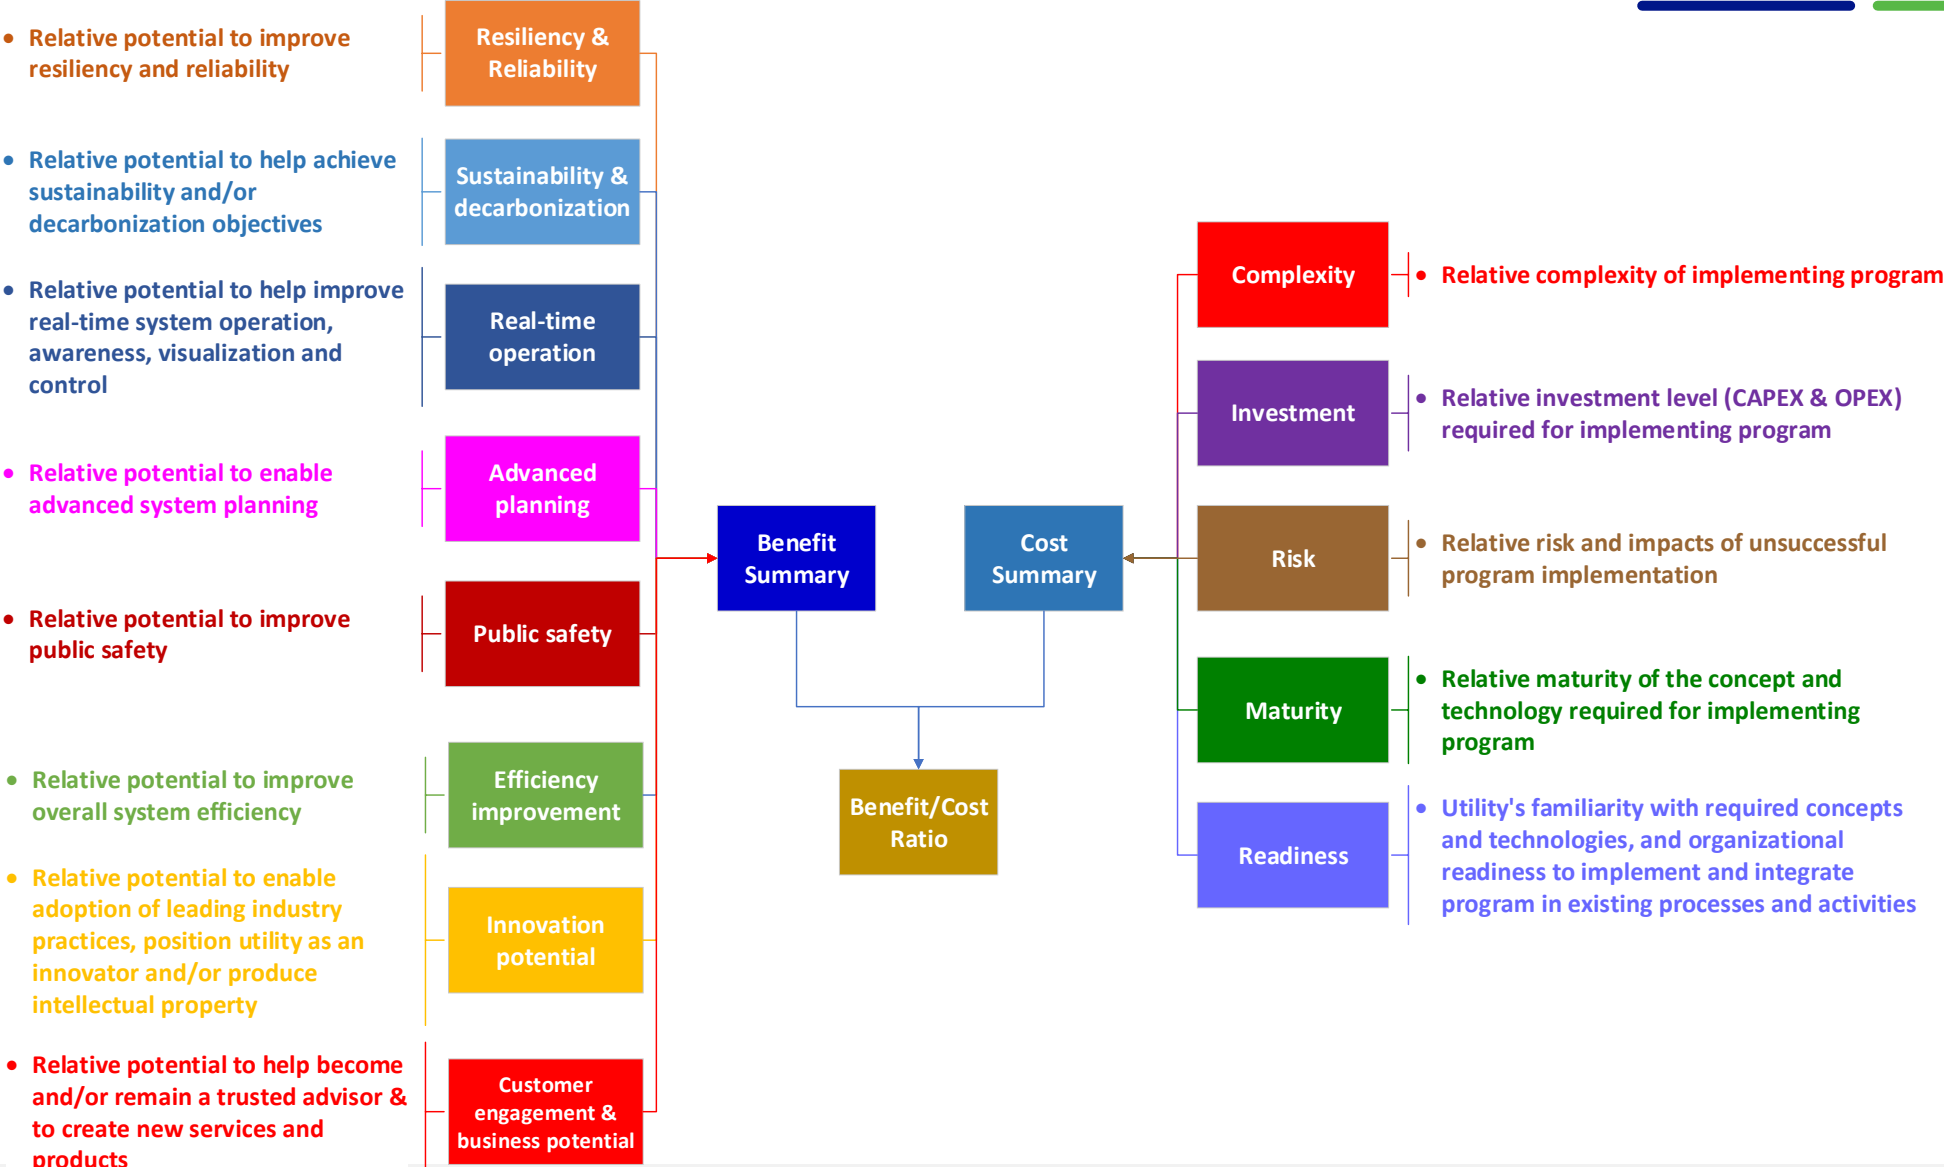 • Relative potential to improve
resiliency and reliability
Resiliency &
Reliability
• Relative potential to help achieve
sustainability and/or
decarbonization objectives
Sustainability &
decarbonization
• Relative potential to help improve
real-time system operation,
awareness, visualization and
control
Real-time
operation
• Relative potential to enable
advanced system planning
Advanced
planning
• Relative potential to improve
public safety
Public safety
• Relative potential to improve
overall system efficiency
Efficiency
improvement
• Relative potential to enable
adoption of leading industry
practices, position utility as an
innovator and/or produce
intellectual property
Innovation
potential
• Relative potential to help become
and/or remain a trusted advisor &
to create new services and
products
Customer
engagement &
business potential
Benefit
Summary
Cost
Summary
Benefit/Cost
Ratio
Complexity
• Relative complexity of implementing program
Investment
• Relative investment level (CAPEX & OPEX)
required for implementing program
Risk
• Relative risk and impacts of unsuccessful
program implementation
Maturity
• Relative maturity of the concept and
technology required for implementing
program
Readiness
• Utility's familiarity with required concepts
and technologies, and organizational
readiness to implement and integrate
program in existing processes and activities